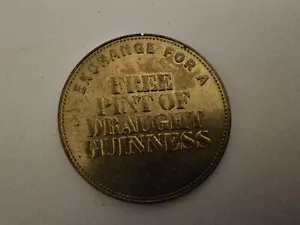 EXCHANGE FOR A
FREE
PINT OF
DRAUGHT
GUINNESS